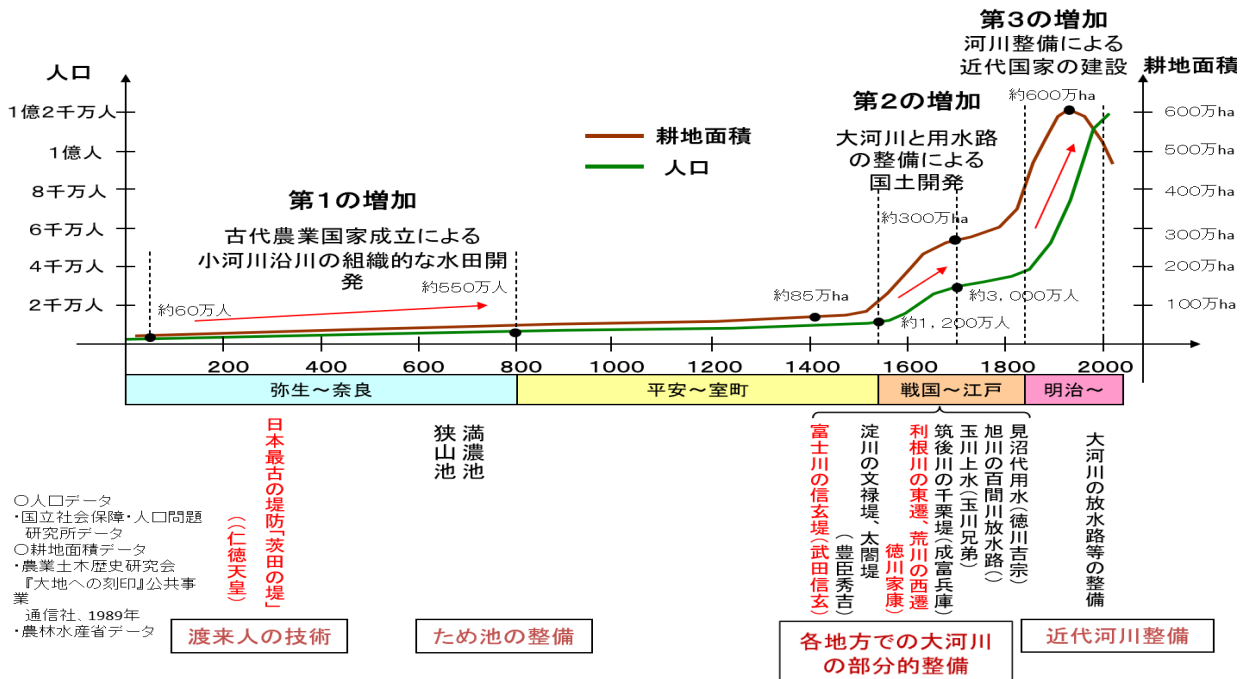 第3の増加
河川整備による
近代国家の建設
人口
耕地面積
1億2千万人
1億人
8千万人
6千万人
4千万人
2千万人
600万ha
500万ha
400万ha
300万ha
200万ha
100万ha
約600万ha
第2の増加
大河川と用水路
の整備による
国土開発
耕地面積
人口
第1の増加
古代農業国家成立による
小河川沿川の組織的な水田開
発
約60万人
約550万人
約85万ha
約300万ha
約3,000万人
約1,200万人
200
400
600
800
1000
1200
1400
1600
1800
2000
弥生～奈良
平安～室町
戦国～江戸
明治～
日本最古の堤防「茨田の堤」
((仁徳天皇))
狭山池
満濃池
富士川の信玄堤(武田信玄)
淀川の文禄堤、太閤堤
(豊臣秀吉)
利根川の東遷、荒川の西遷
徳川家康)
筑後川の千栗堤(成富兵庫)
玉川上水(玉川兄弟)
旭川の百間川放水路()
見沼代用水(徳川吉宗)
大河川の放水路等の整備
○人口データ
・国立社会保障・人口問題
研究所データ
○耕地面積データ
・農業土木歴史研究会
『大地への刻印』公共事
業
通信社、1989年
・農林水産省データ
渡来人の技術
ため池の整備
各地方での大河川
の部分的整備
近代河川整備